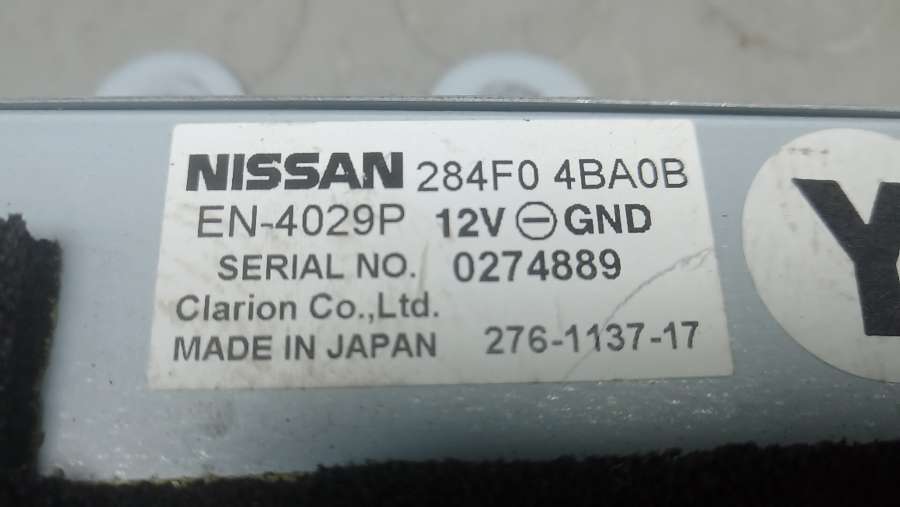 NISSAN 284F0 4BA0B
EN-4029P 12V ⊖ GND
SERIAL NO. 0274889
Clarion Co.,Ltd.
MADE IN JAPAN 276-1137-17
Y